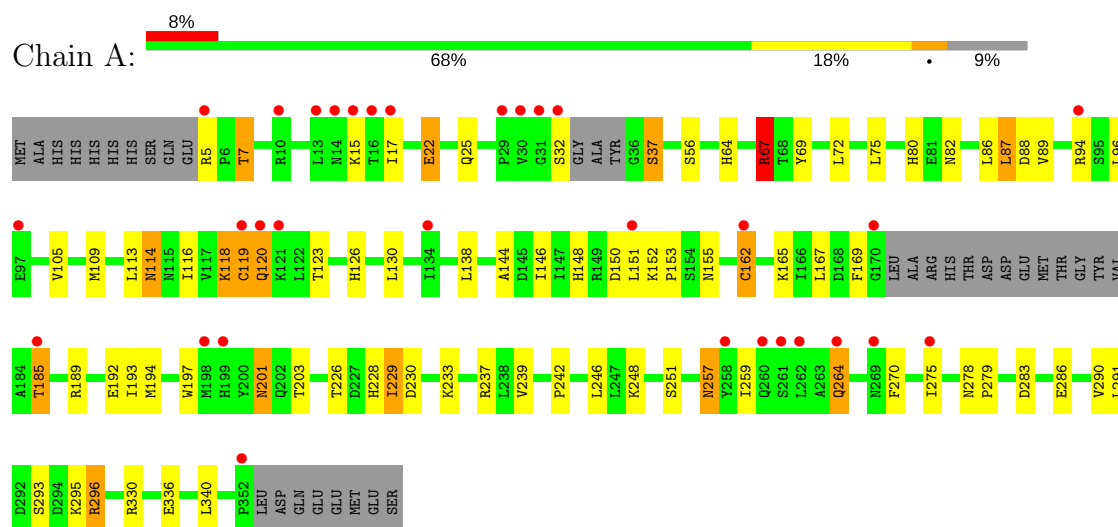 8%
Chain A:
68% 18% • 9%
MET ALA HIS HIS HIS HIS HIS HIS SER GLN GLU R5 P6 T7 R10 L13 N14 K15 T16 I17 E22 Q25 P29 V30 G31 S32 GLY ALA TYR G36 S37 S56 H64 R67 T68 Y69 L72 L75 H80 E81 N82 L86 L87 D88 V89 R94 S95 L96
E97 V105 M109 L113 N114 N115 I116 V117 K118 C119 Q120 K121 L122 T123 H126 L130 I134 L138 A144 D145 I146 I147 H148 R149 D150 L151 K152 P153 S154 N155 C162 K165 I166 L167 D168 F169 G170 LEU ALA ARG HIS THR ASP ASP GLU MET THR GLY TYR VAL
A184 T185 R189 E192 I193 M194 W197 M198 H199 Y200 N201 Q202 T203 T226 D227 H228 I229 D230 K233 R237 L238 V239 P242 L246 L247 K248 S251 N257 Y258 I259 Q260 S261 L262 A263 Q264 N269 F270 I275 N278 P279 D283 E286 V290 L291
D292 S293 D294 K295 R296 R330 E336 L340 P352 LEU ASP GLN GLU GLU MET GLU SER